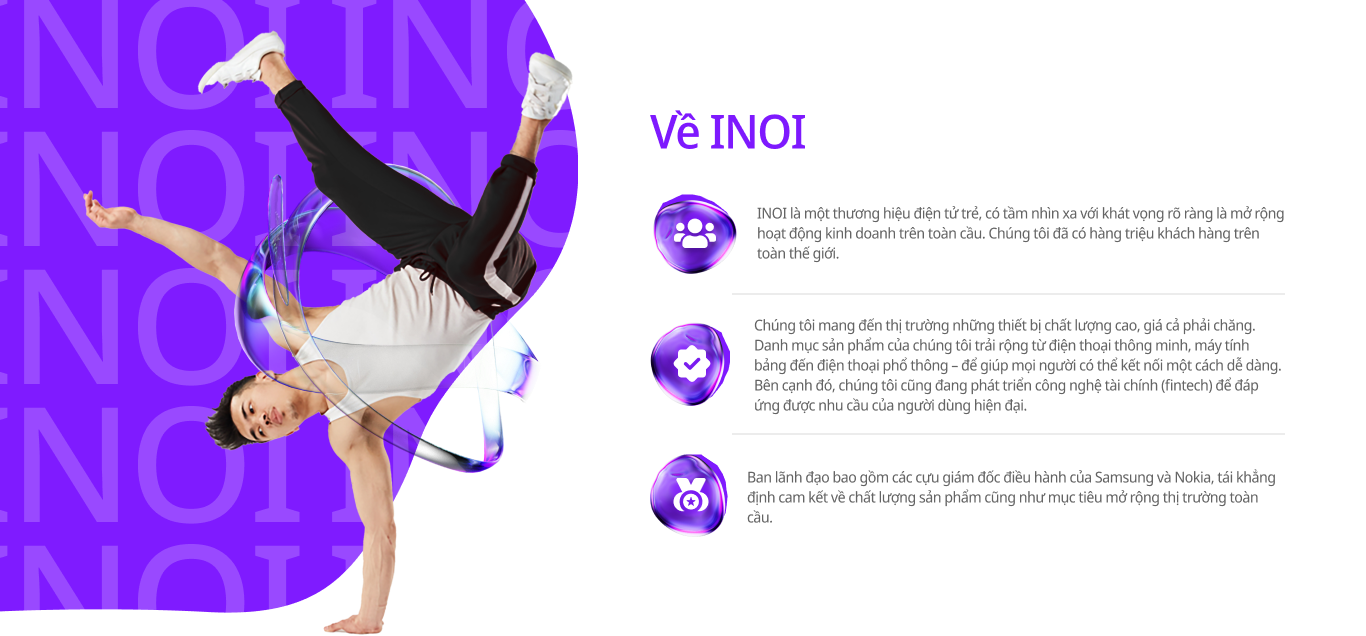 INOI INOI
INOI INOI
INOI INOI
INOI INOI
INOI INOI
Về INOI
INOI là một thương hiệu điện tử trẻ, có tầm nhìn xa với khát vọng rõ ràng là mở rộng
hoạt động kinh doanh trên toàn cầu. Chúng tôi đã có hàng triệu khách hàng trên
toàn thế giới.
Chúng tôi mang đến thị trường những thiết bị chất lượng cao, giá cả phải chăng.
Danh mục sản phẩm của chúng tôi trải rộng từ điện thoại thông minh, máy tính
bảng đến điện thoại phổ thông – để giúp mọi người có thể kết nối một cách dễ dàng.
Bên cạnh đó, chúng tôi cũng đang phát triển công nghệ tài chính (fintech) để đáp
ứng được nhu cầu của người dùng hiện đại.
Ban lãnh đạo bao gồm các cựu giám đốc điều hành của Samsung và Nokia, tái khẳng
định cam kết về chất lượng sản phẩm cũng như mục tiêu mở rộng thị trường toàn
cầu.